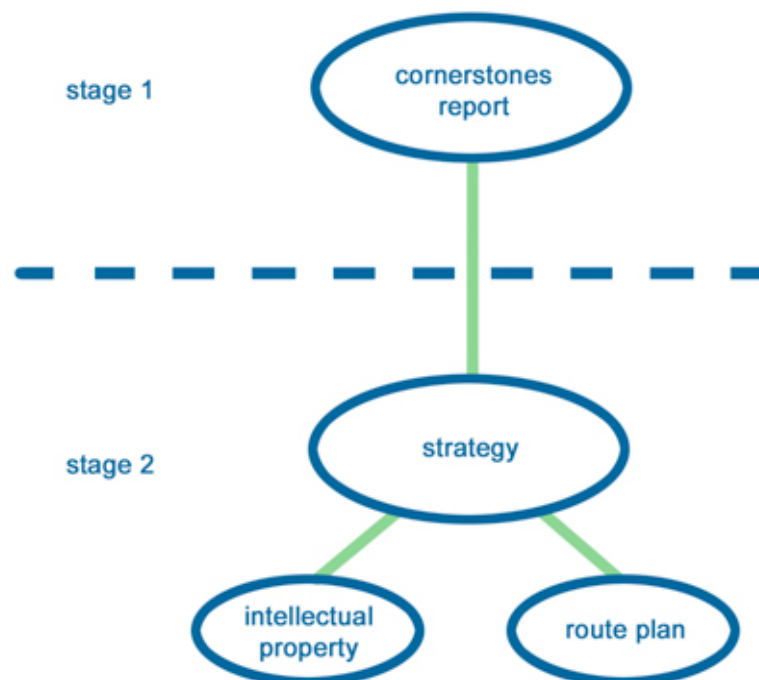 stage 1
cornerstones
report
stage 2
strategy
intellectual
property
route plan